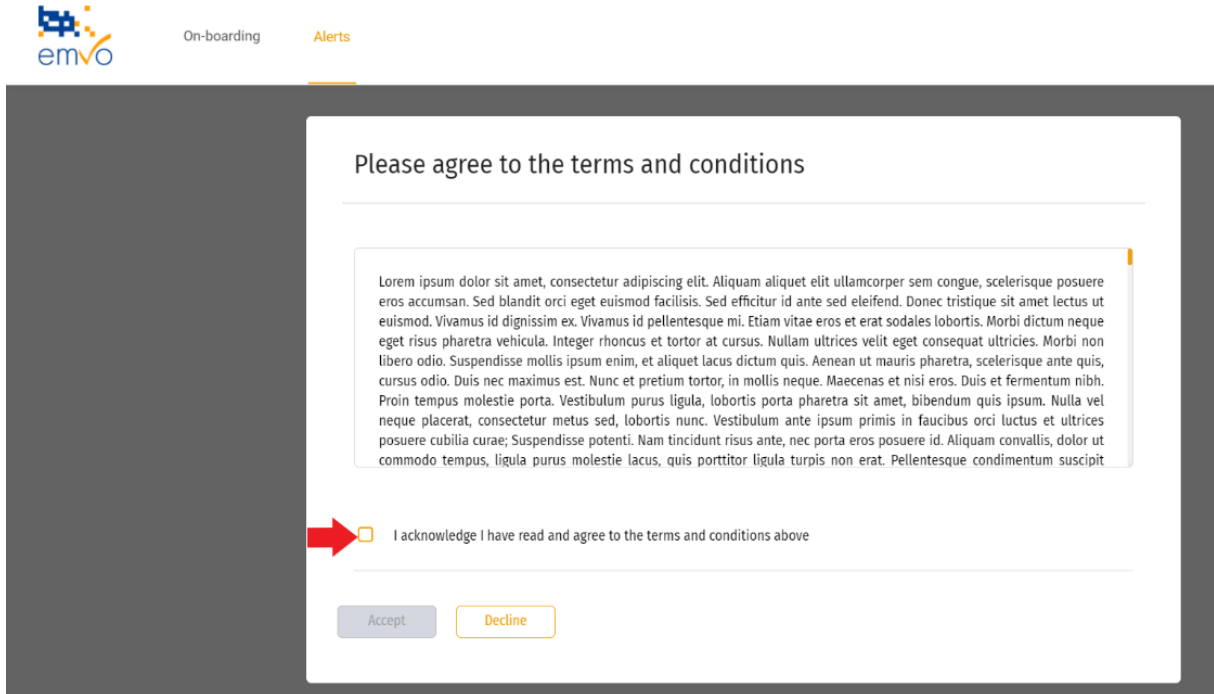 emvo
On-boarding
Alerts
Please agree to the terms and conditions
Lorem ipsum dolor sit amet, consectetur adipiscing elit. Aliquam aliquet elit ullamcorper sem congue, scelerisque posuere
eros accumsan. Sed blandit orci eget euismod facilisis. Sed efficitur id ante sed eleifend. Donec tristique sit amet lectus ut
euismod. Vivamus id dignissim ex. Vivamus id pellentesque mi. Etiam vitae eros et erat sodales lobortis. Morbi dictum neque
eget risus pharetra vehicula. Integer rhoncus et tortor at cursus. Nullam ultrices velit eget consequat ultricies. Morbi non
libero odio. Suspendisse mollis ipsum enim, et aliquet lacus dictum quis. Aenean ut mauris pharetra, scelerisque ante quis,
cursus odio. Duis nec maximus est. Nunc et pretium tortor, in mollis neque. Maecenas et nisi eros. Duis et fermentum nibh.
Proin tempus molestie porta. Vestibulum purus ligula, lobortis porta pharetra sit amet, bibendum quis ipsum. Nulla vel
neque placerat, consectetur metus sed, lobortis nunc. Vestibulum ante ipsum primis in faucibus orci luctus et ultrices
posuere cubilia curae; Suspendisse potenti. Nam tincidunt risus ante, nec porta eros posuere id. Aliquam convallis, dolor ut
commodo tempus, ligula purus molestie lacus, quis porttitor ligula turpis non erat. Pellentesque condimentum suscipit
I acknowledge I have read and agree to the terms and conditions above
Accept
Decline